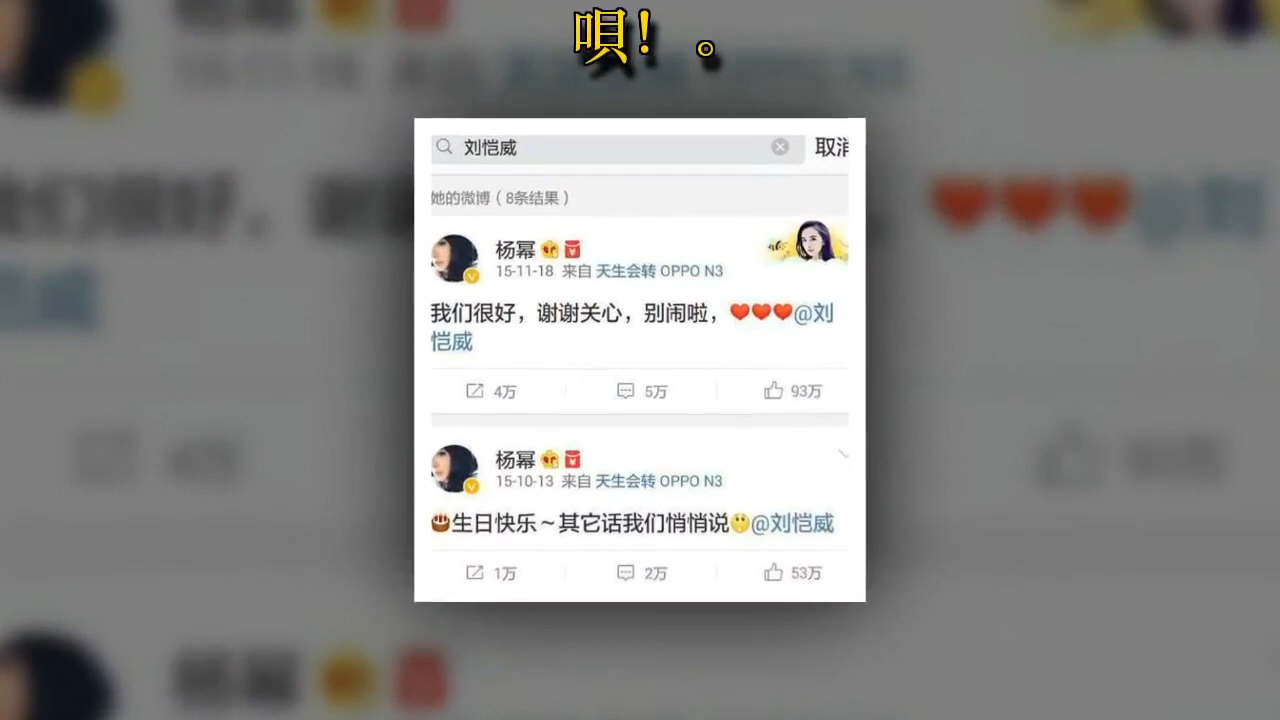 唄！。
刘恺威
取消
她的微博（8条结果）
杨幂
15-11-18 来自 天生会转 OPPO N3
我们很好，谢谢关心，别闹啦，❤❤❤@刘
恺威
4万 5万 93万
杨幂
15-10-13 来自 天生会转 OPPO N3
🎂生日快乐～其它话我们悄悄说🤫@刘恺威
1万 2万 53万